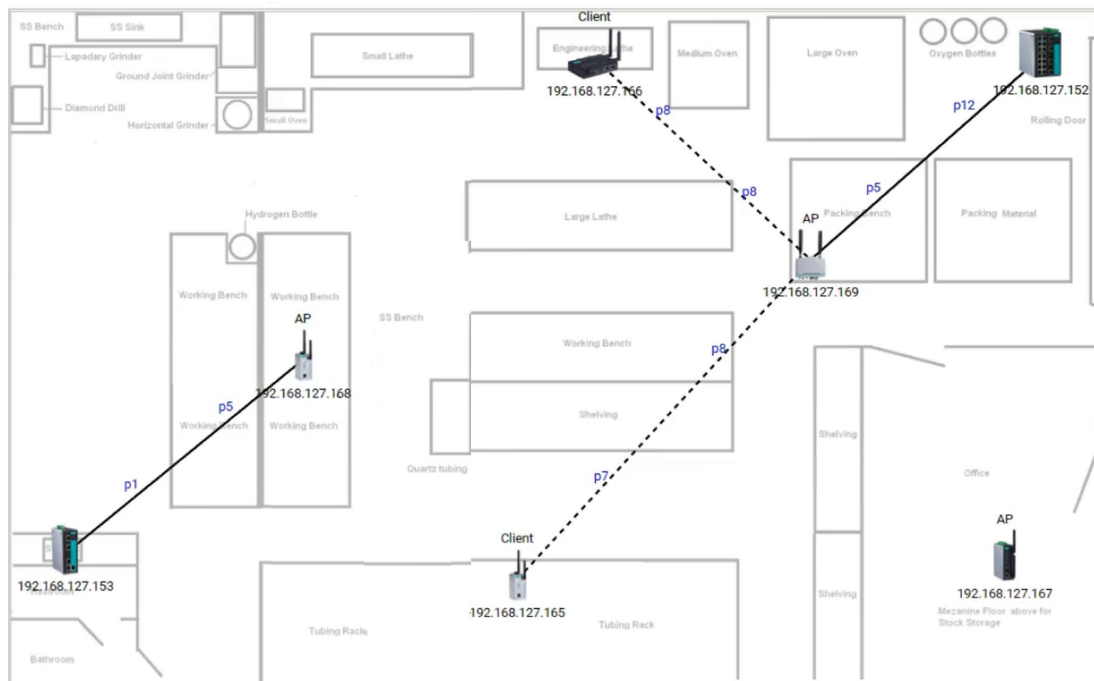 SS Bench
SS Sink
Lapadary Grinder
Ground Joint Grinder
Diamond Drill
Horizontal Grinder
Small Oven
Small Lathe
Client
Engineering Lathe
192.168.127.166
Medium Oven
Large Oven
Oxygen Bottles
192.168.127.152
Rolling Door
p8
p12
p8
p5
Large Lathe
AP
Packing Bench
Packing Material
192.168.127.169
Hydrogen Bottle
Working Bench
Working Bench
AP
SS Bench
192.168.127.168
p5
Working Bench
Working Bench
p1
Working Bench
p8
Shelving
Quartz tubing
p7
Shelving
Office
192.168.127.153
Restroom
Bathroom
Client
192.168.127.165
Tubing Rack
Tubing Rack
Shelving
AP
192.168.127.167
Mezanine Floor above for
Stock Storage